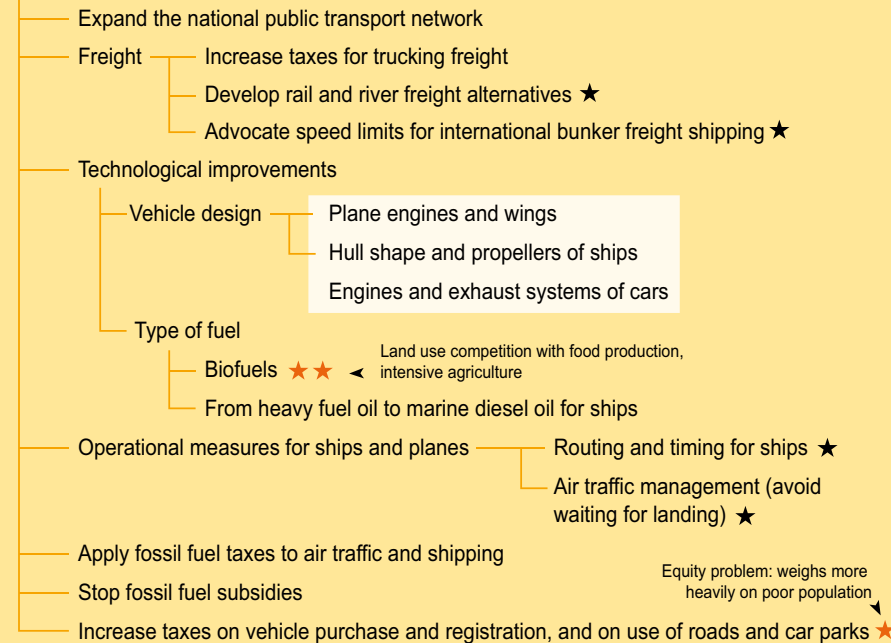 Expand the national public transport network
Freight
Increase taxes for trucking freight
Develop rail and river freight alternatives
Advocate speed limits for international bunker freight shipping
Technological improvements
Vehicle design
Plane engines and wings
Hull shape and propellers of ships
Engines and exhaust systems of cars
Type of fuel
Biofuels
Land use competition with food production,
intensive agriculture
From heavy fuel oil to marine diesel oil for ships
Operational measures for ships and planes
Routing and timing for ships
Air traffic management (avoid
waiting for landing)
Apply fossil fuel taxes to air traffic and shipping
Stop fossil fuel subsidies
Equity problem: weighs more
heavily on poor population
Increase taxes on vehicle purchase and registration, and on use of roads and car parks